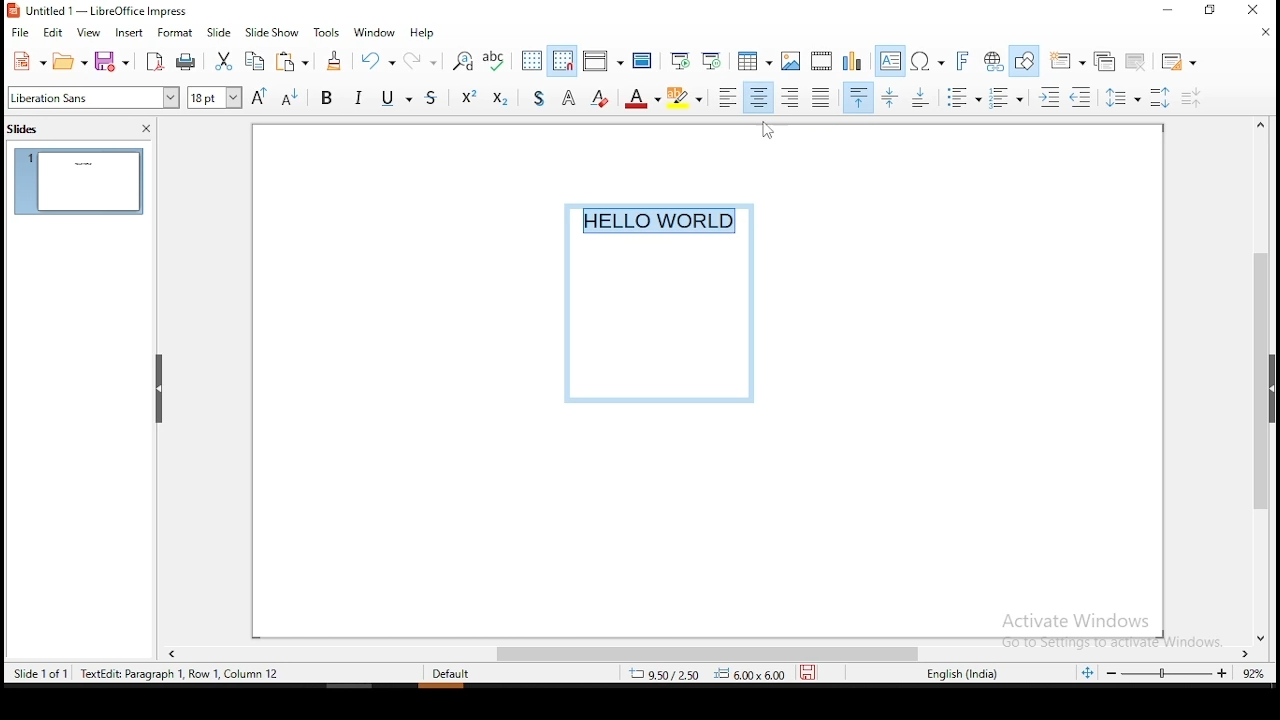 Untitled 1 — LibreOffice Impress
File Edit View Insert Format Slide Slide Show Tools Window Help
Liberation Sans 18 pt
Slides
1
HELLO WORLD
Activate Windows
Go to Settings to activate Windows.
Slide 1 of 1 TextEdit: Paragraph 1, Row 1, Column 12 Default 9.50 / 2.50 6.00 x 6.00 English (India) 92%